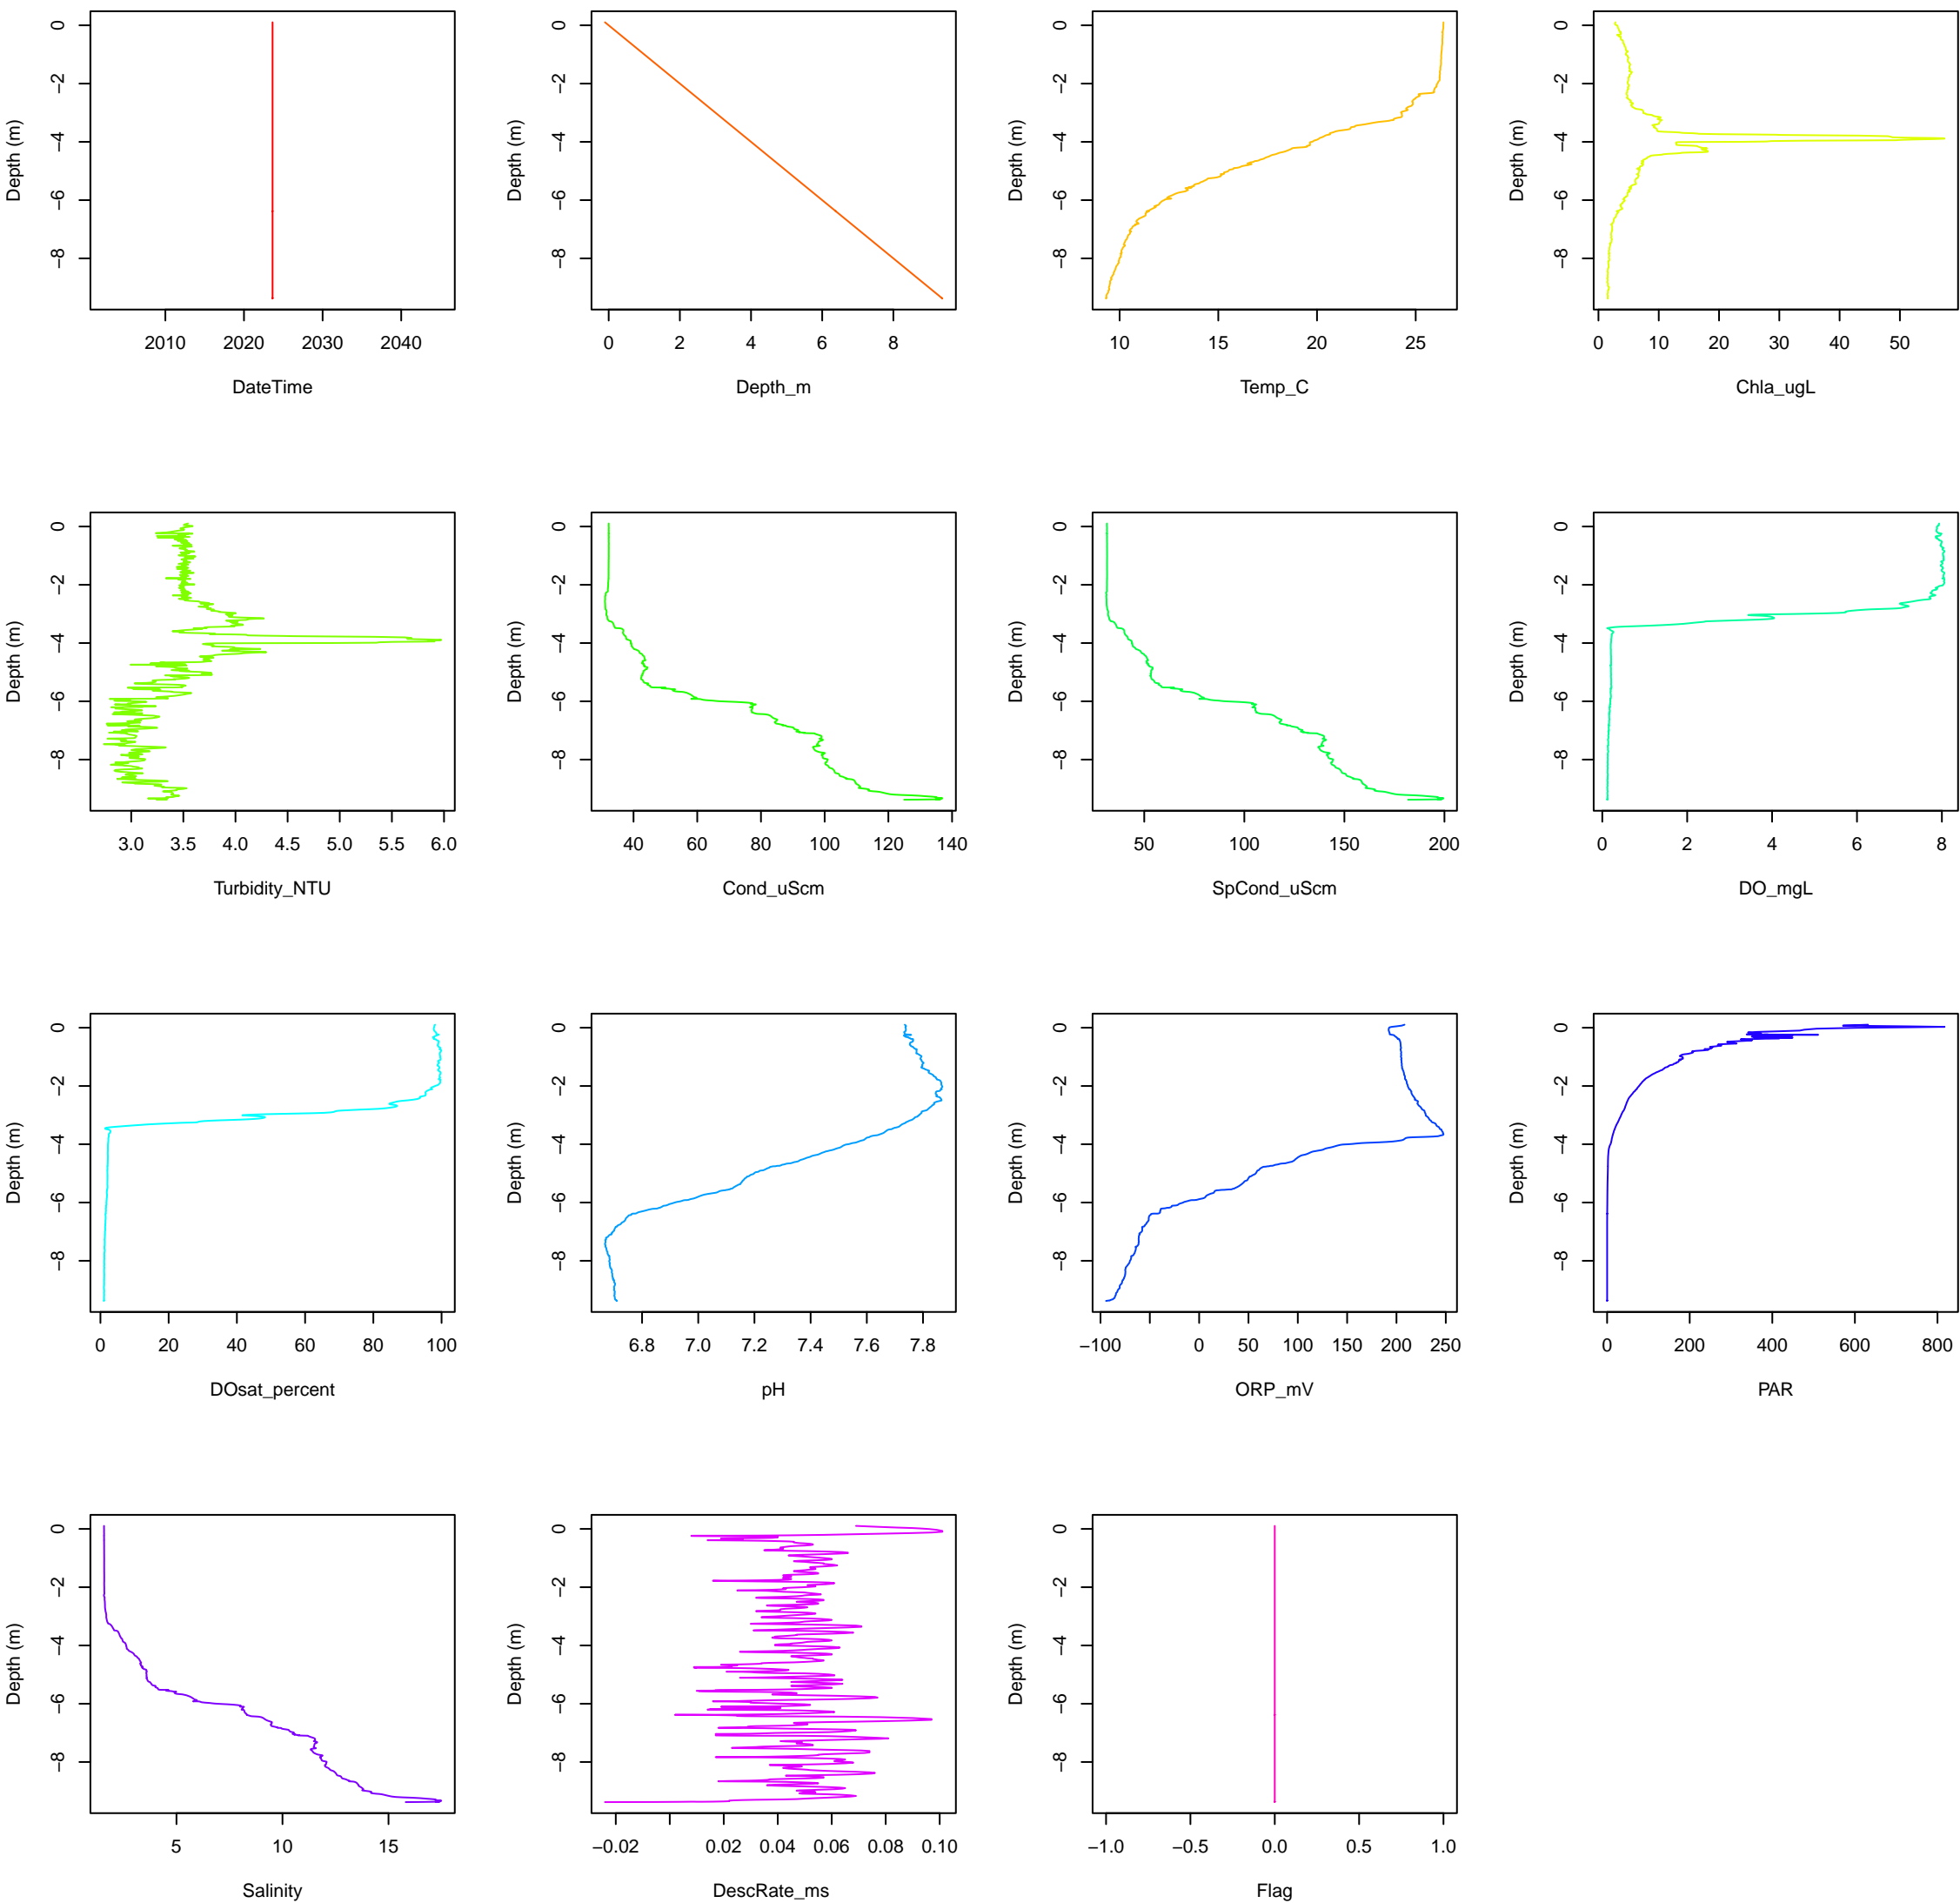 0
−2
−4
−6
−8
Depth (m)
2010 2020 2030 2040
DateTime
0
−2
−4
−6
−8
Depth (m)
0 2 4 6 8
Depth_m
0
−2
−4
−6
−8
Depth (m)
10 15 20 25
Temp_C
0
−2
−4
−6
−8
Depth (m)
0 10 20 30 40 50
Chla_ugL
0
−2
−4
−6
−8
Depth (m)
3.0 3.5 4.0 4.5 5.0 5.5 6.0
Turbidity_NTU
0
−2
−4
−6
−8
Depth (m)
40 60 80 100 120 140
Cond_uScm
0
−2
−4
−6
−8
Depth (m)
50 100 150 200
SpCond_uScm
0
−2
−4
−6
−8
Depth (m)
0 2 4 6 8
DO_mgL
0
−2
−4
−6
−8
Depth (m)
0 20 40 60 80 100
DOsat_percent
0
−2
−4
−6
−8
Depth (m)
6.8 7.0 7.2 7.4 7.6 7.8
pH
0
−2
−4
−6
−8
Depth (m)
−100 0 50 100 150 200 250
ORP_mV
0
−2
−4
−6
−8
Depth (m)
0 200 400 600 800
PAR
0
−2
−4
−6
−8
Depth (m)
5 10 15
Salinity
0
−2
−4
−6
−8
Depth (m)
−0.02 0.02 0.04 0.06 0.08 0.10
DescRate_ms
0
−2
−4
−6
−8
Depth (m)
−1.0 −0.5 0.0 0.5 1.0
Flag